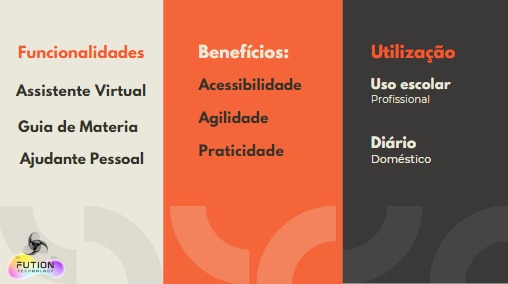 Funcionalidades
Assistente Virtual
Guia de Materia
Ajudante Pessoal
Benefícios:
Acessibilidade
Agilidade
Praticidade
Utilização
Uso escolar
Profissional
Diário
Doméstico
FUTION
TECHNOLOGY